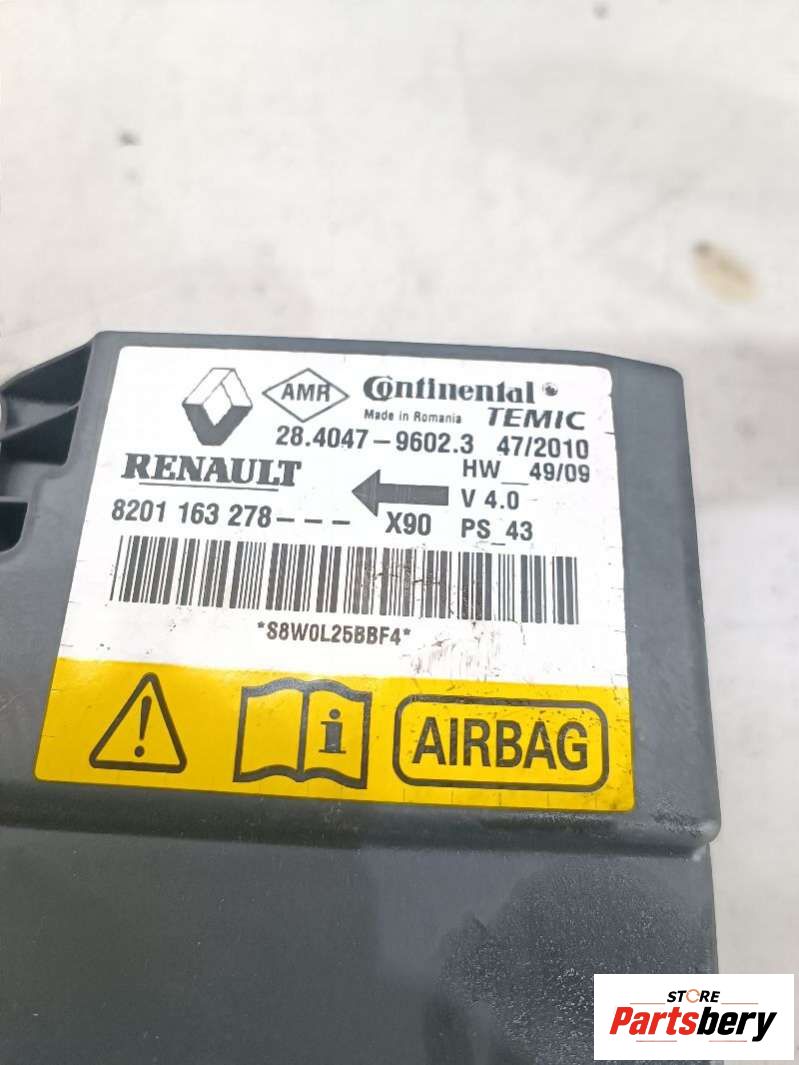 AMR Continental
Made in Romania TEMIC
28.4047-9602.3 47/2010
RENAULT HW__49/09
V 4.0
8201 163 278--- X90 PS_43
*S8W0L25BBF4*
! i AIRBAG
STORE
Partsbery